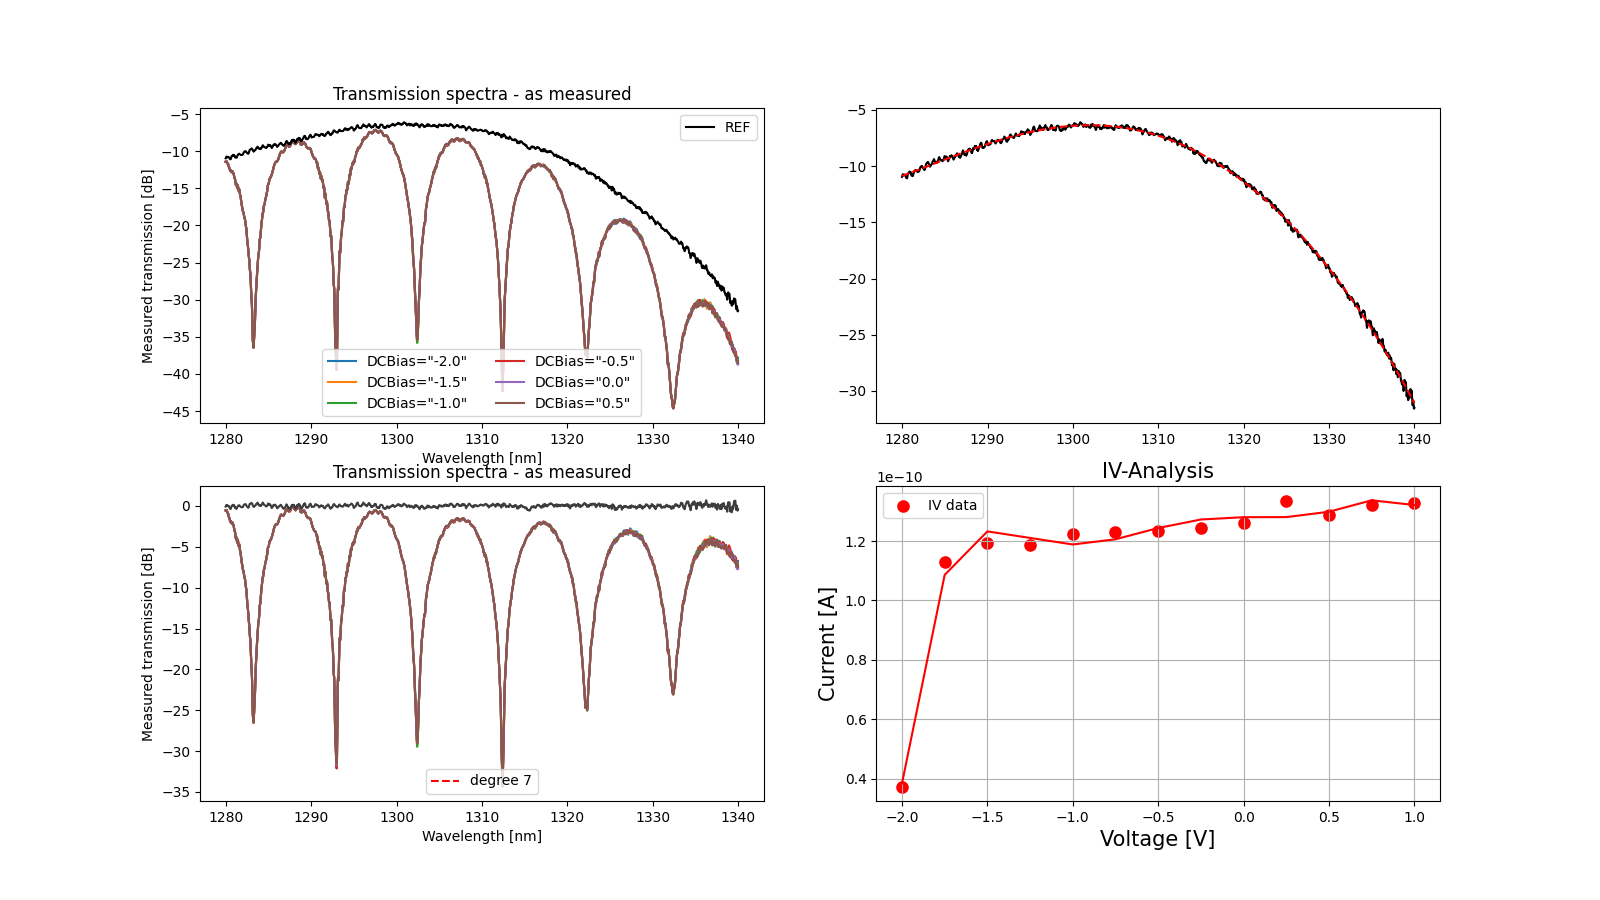 Transmission spectra - as measured
Measured transmission [dB]
−5
−10
−15
−20
−25
−30
−35
−40
−45
REF
DCBias="-2.0"
DCBias="-1.5"
DCBias="-1.0"
DCBias="-0.5"
DCBias="0.0"
DCBias="0.5"
1280 1290 1300 1310 1320 1330 1340
Wavelength [nm]
−5
−10
−15
−20
−25
−30
1280 1290 1300 1310 1320 1330 1340
Transmission spectra - as measured
Measured transmission [dB]
0
−5
−10
−15
−20
−25
−30
−35
degree 7
1280 1290 1300 1310 1320 1330 1340
Wavelength [nm]
IV-Analysis
1e−10
IV data
Current [A]
1.2
1.0
0.8
0.6
0.4
−2.0 −1.5 −1.0 −0.5 0.0 0.5 1.0
Voltage [V]